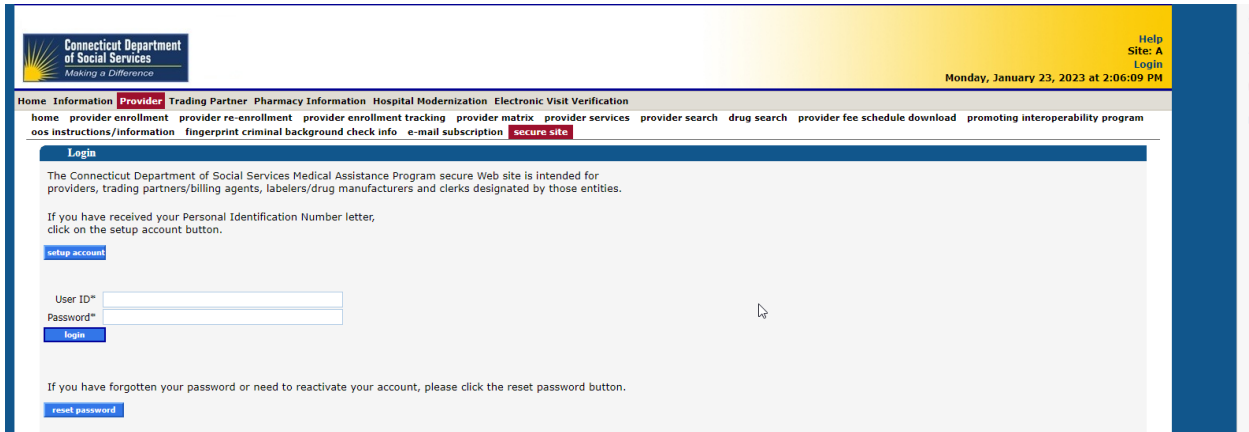 Connecticut Department
of Social Services
Making a Difference
Help
Site: A
Login
Monday, January 23, 2023 at 2:06:09 PM
Home Information Provider Trading Partner Pharmacy Information Hospital Modernization Electronic Visit Verification
home provider enrollment provider re-enrollment provider enrollment tracking provider matrix provider services provider search drug search provider fee schedule download promoting interoperability program
oos instructions/information fingerprint criminal background check info e-mail subscription secure site
Login
The Connecticut Department of Social Services Medical Assistance Program secure Web site is intended for
providers, trading partners/billing agents, labelers/drug manufacturers and clerks designated by those entities.
If you have received your Personal Identification Number letter,
click on the setup account button.
setup account
User ID*
Password*
login
If you have forgotten your password or need to reactivate your account, please click the reset password button.
reset password